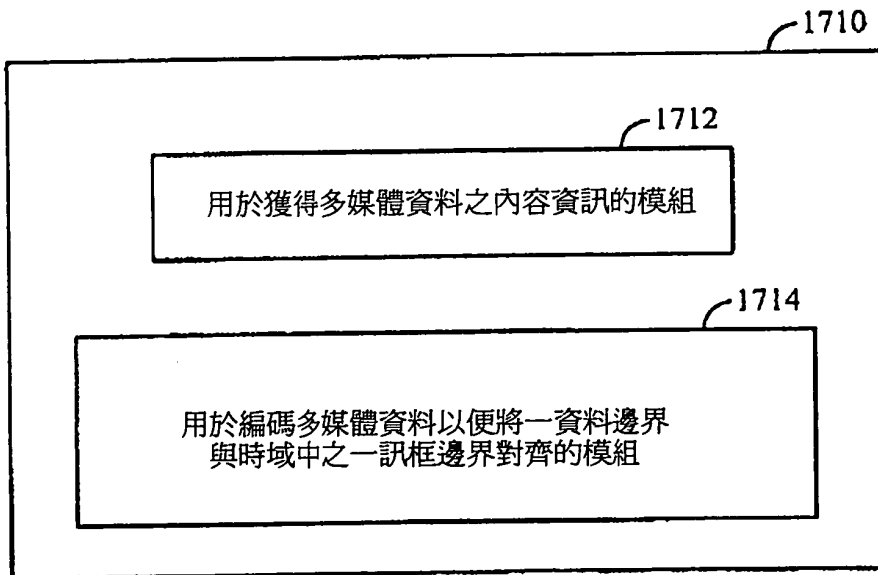 1710
1712
用於獲得多媒體資料之內容資訊的模組
1714
用於編碼多媒體資料以便將一資料邊界
與時域中之一訊框邊界對齊的模組